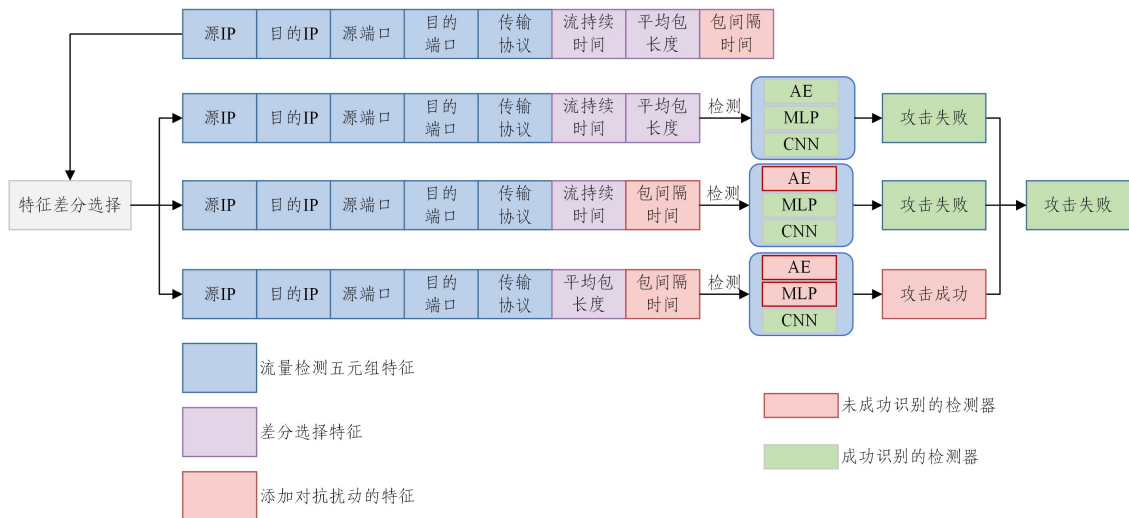 源IP 目的IP 源端口 目的端口 传输协议 流持续时间 平均包长度 包间隔时间
源IP 目的IP 源端口 目的端口 传输协议 流持续时间 平均包长度 检测 AE MLP CNN 攻击失败
特征差分选择
源IP 目的IP 源端口 目的端口 传输协议 流持续时间 包间隔时间 检测 AE MLP CNN 攻击失败 攻击失败
源IP 目的IP 源端口 目的端口 传输协议 平均包长度 包间隔时间 检测 AE MLP CNN 攻击成功
流量检测五元组特征
差分选择特征
添加对抗扰动的特征
未成功识别的检测器
成功识别的检测器